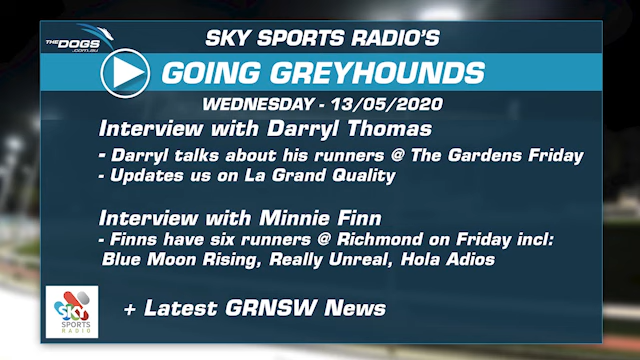 THE DOGS
.com.au
SKY SPORTS RADIO'S
GOING GREYHOUNDS
WEDNESDAY - 13/05/2020
Interview with Darryl Thomas
- Darryl talks about his runners @ The Gardens Friday
- Updates us on La Grand Quality
Interview with Minnie Finn
- Finns have six runners @ Richmond on Friday incl:
Blue Moon Rising, Really Unreal, Hola Adios
SKY
SPORTS
RADIO
+ Latest GRNSW News